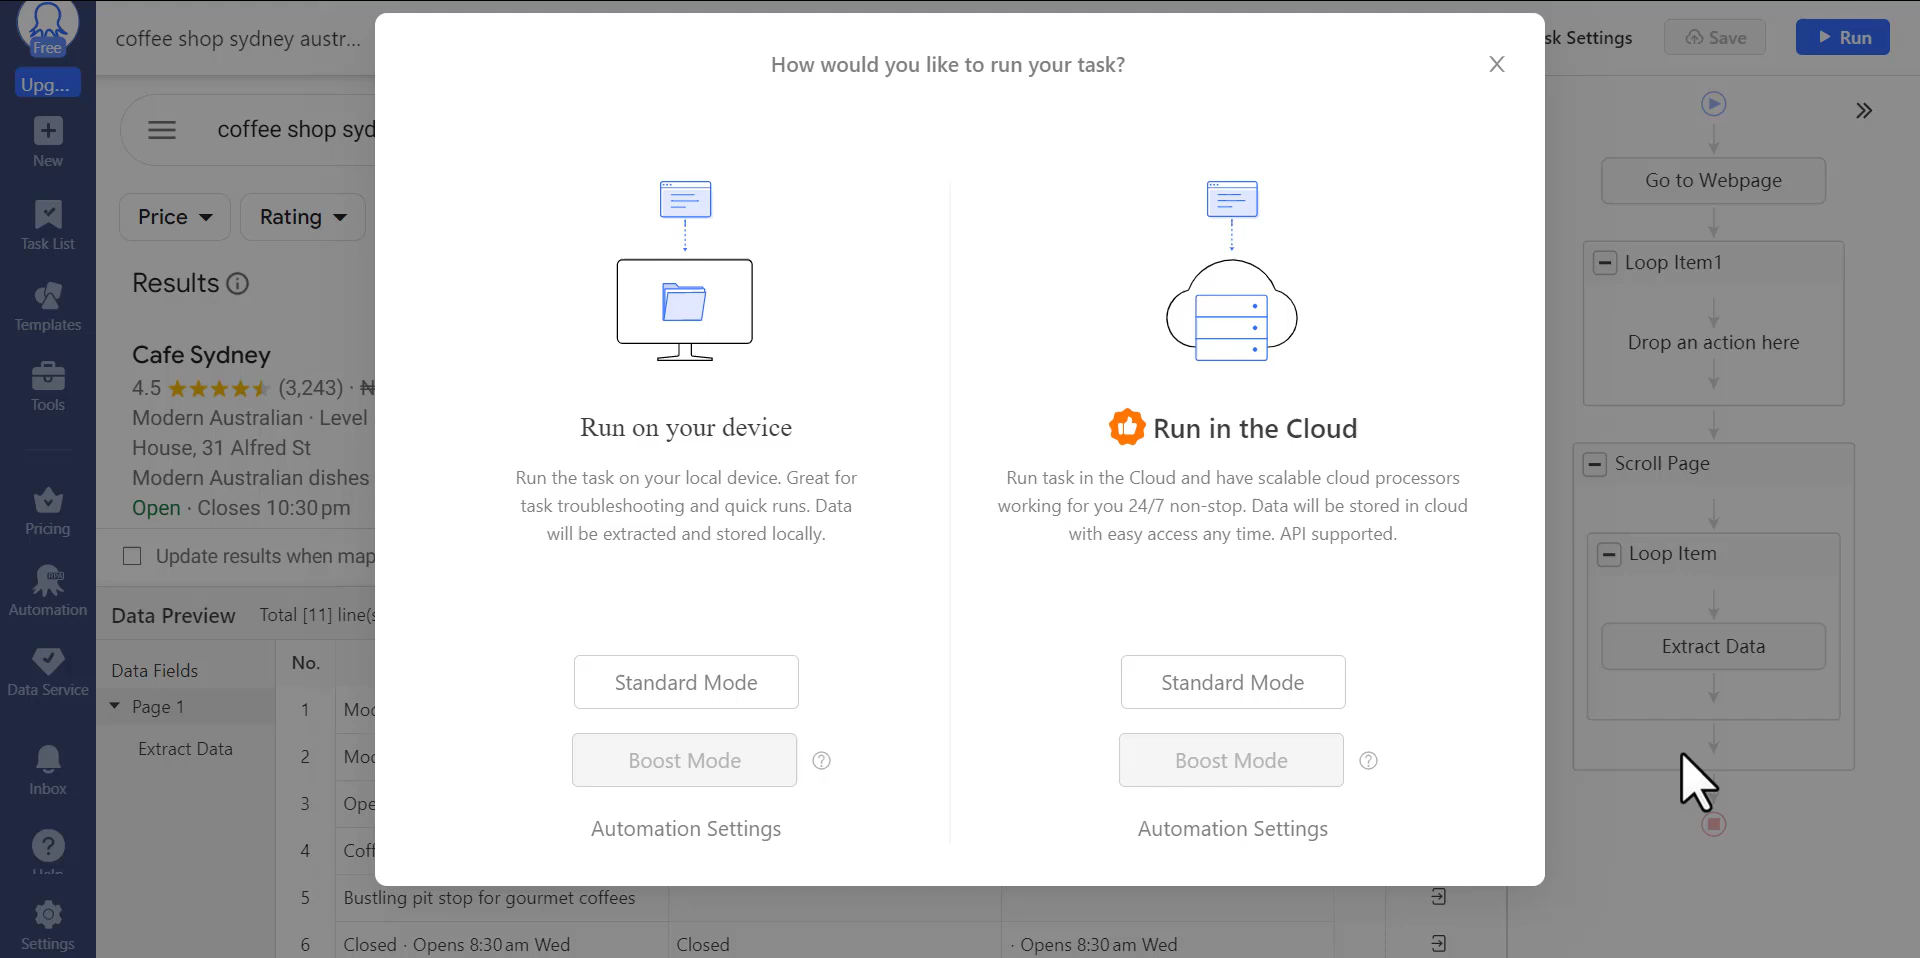 Free
Upg...
New
Task List
Templates
Tools
Pricing
Automation
Data Service
Inbox
Help
Settings
coffee shop sydney austr...
sk Settings
Save
Run
coffee shop syd
Price
Rating
Results
Cafe Sydney
4.5 (3,243) · ₦
Modern Australian · Level
House, 31 Alfred St
Modern Australian dishes
Open · Closes 10:30 pm
Update results when map
Data Preview Total [11] line(s
Data Fields
Page 1
Extract Data
No.
1 Moc
2 Moc
3 Ope
4 Coff
5 Bustling pit stop for gourmet coffees
6 Closed · Opens 8:30 am Wed Closed · Opens 8:30 am Wed
How would you like to run your task?
X
Run on your device
Run the task on your local device. Great for
task troubleshooting and quick runs. Data
will be extracted and stored locally.
Standard Mode
Boost Mode ?
Automation Settings
Run in the Cloud
Run task in the Cloud and have scalable cloud processors
working for you 24/7 non-stop. Data will be stored in cloud
with easy access any time. API supported.
Standard Mode
Boost Mode ?
Automation Settings
Go to Webpage
Loop Item1
Drop an action here
Scroll Page
Loop Item
Extract Data